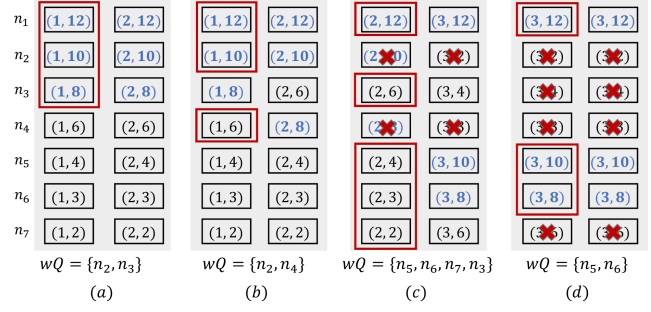 n₁ (1, 12) (2, 12) (1, 12) (2, 12) (2, 12) (3, 12) (3, 12) (3, 12)
n₂ (1, 10) (2, 10) (1, 10) (2, 10)
n₃ (1, 8) (2, 8) (1, 8) (2, 6) (2, 6) (3, 4)
n₄ (1, 6) (2, 6) (1, 6) (2, 8)
n₅ (1, 4) (2, 4) (1, 4) (2, 4) (2, 4) (3, 10) (3, 10) (3, 10)
n₆ (1, 3) (2, 3) (1, 3) (2, 3) (2, 3) (3, 8) (3, 8) (3, 8)
n₇ (1, 2) (2, 2) (1, 2) (2, 2) (2, 2) (3, 6)
wQ = {n₂, n₃} wQ = {n₂, n₄} wQ = {n₅, n₆, n₇, n₃} wQ = {n₅, n₆}
(a) (b) (c) (d)